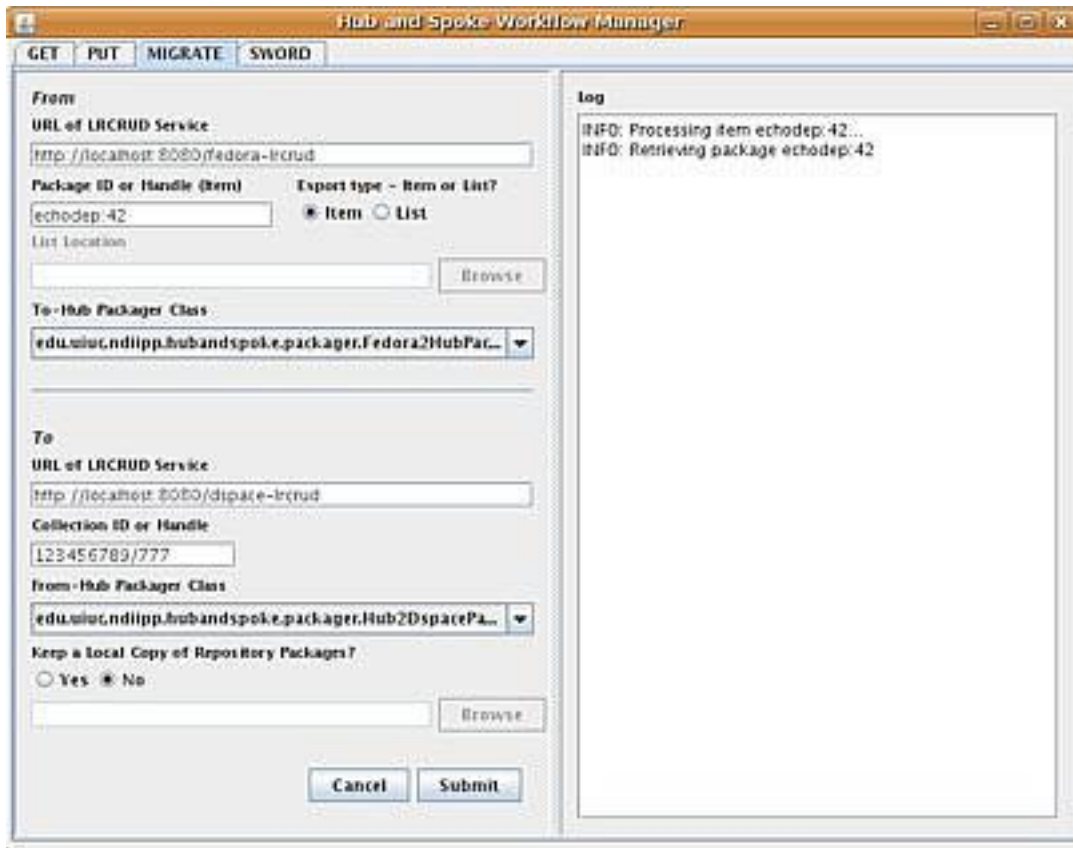 Hub and Spoke Workflow Manager
GET PUT MIGRATE SWORD
From
URL of LRCRUD Service
http://localhost:8080/fedora-lrcrud
Package ID or Handle (Item) Export type - Item or List?
echodep:42 Item List
List Location
Browse
To-Hub Packager Class
edu.uiuc.ndiipp.hubandspoke.packager.Fedora2HubPac...
To
URL of LRCRUD Service
http://localhost:8080/dspace-lrcrud
Collection ID or Handle
123456789/777
From-Hub Packager Class
edu.uiuc.ndiipp.hubandspoke.packager.Hub2DspacePa...
Keep a Local Copy of Repository Packages?
Yes No
Browse
Cancel Submit
Log
INFO: Processing item echodep:42...
INFO: Retrieving package echodep:42